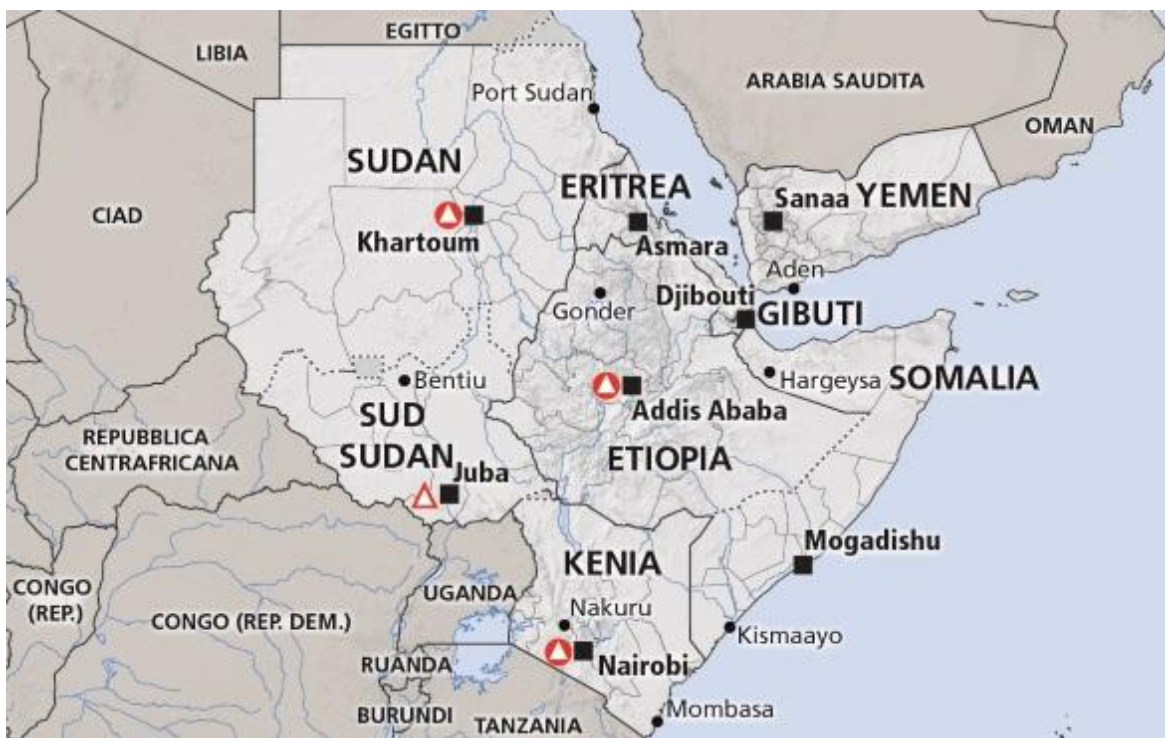 EGITTO
LIBIA
ARABIA SAUDITA
Port Sudan
OMAN
SUDAN
ERITREA
Sanaa YEMEN
CIAD
Khartoum
Asmara
Aden
Djibouti
Gonder
GIBUTI
Bentiu
Hargeysa
SOMALIA
SUD
SUDAN
Addis Ababa
REPUBBLICA
CENTRAFRICANA
ETIOPIA
Juba
Mogadishu
KENIA
CONGO
(REP.)
UGANDA
CONGO (REP. DEM.)
Nakuru
Kismaayo
RUANDA
Nairobi
BURUNDI
Mombasa
TANZANIA